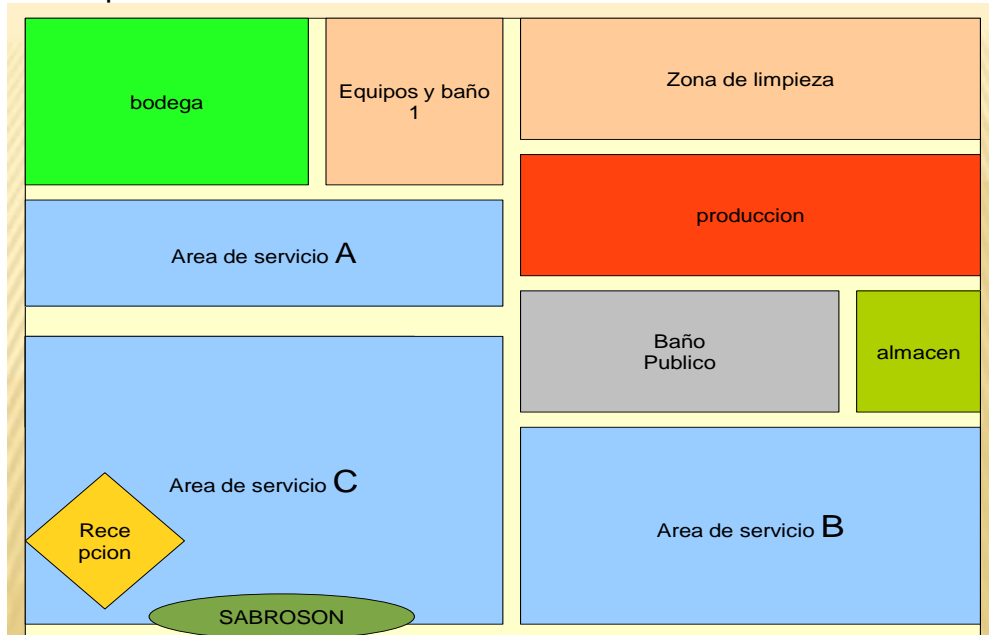 bodega
Equipos y baño
1
Zona de limpieza
produccion
Area de servicio A
Baño
Publico
almacen
Area de servicio C
Rece
pcion
Area de servicio B
SABROSON